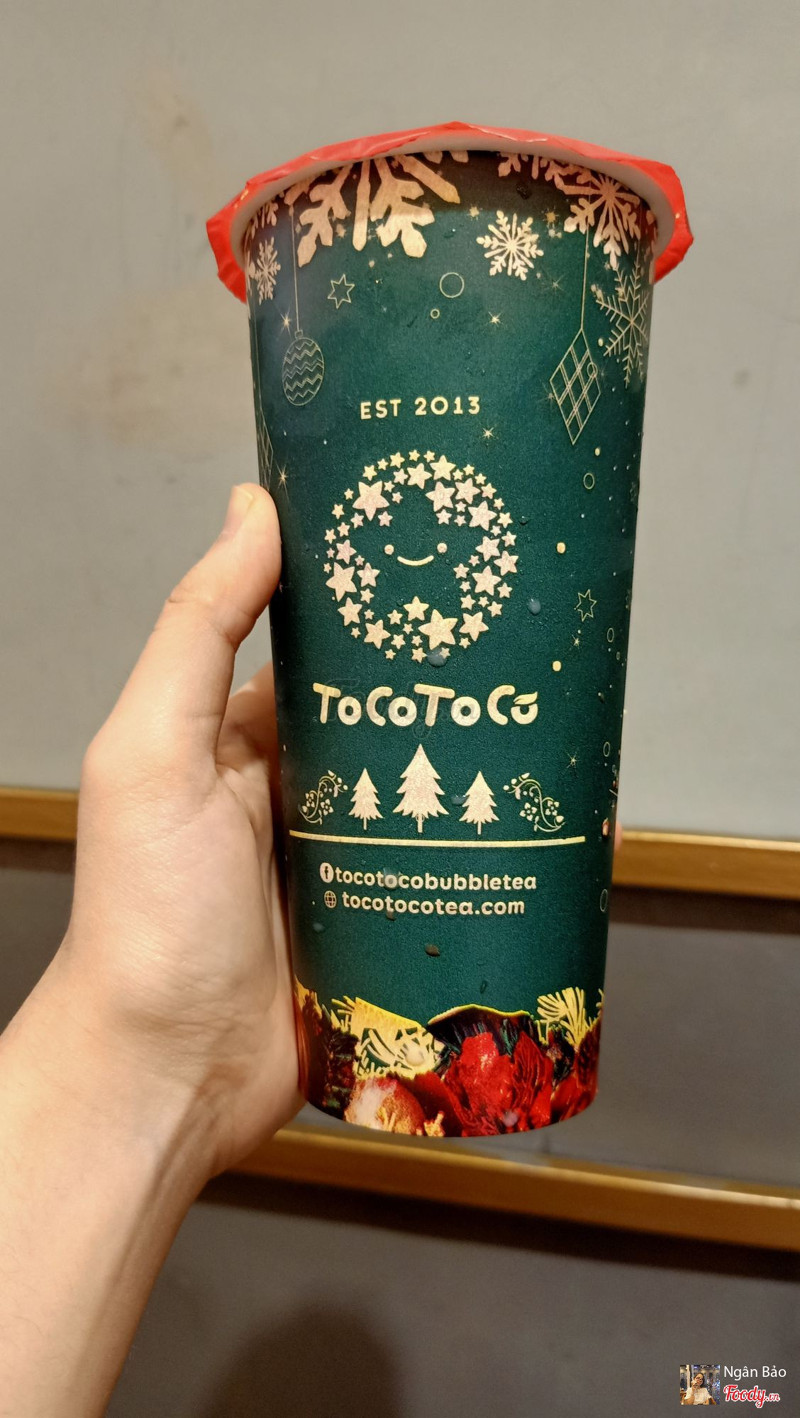 EST 2013
ToCoToCo
tocotocobubbletea
tocotocotea.com
Ngân Bảo
Foody.vn